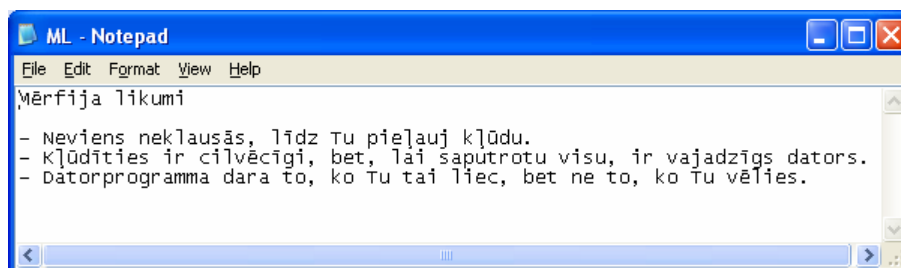 ML - Notepad
File Edit Format View Help
Mērfija likumi
- Neviens neklausās, līdz Tu pieļauj kļūdu.
- Kļūdīties ir cilvēcīgi, bet, lai saputrotu visu, ir vajadzīgs dators.
- Datorprogramma dara to, ko Tu tai liec, bet ne to, ko Tu vēlies.